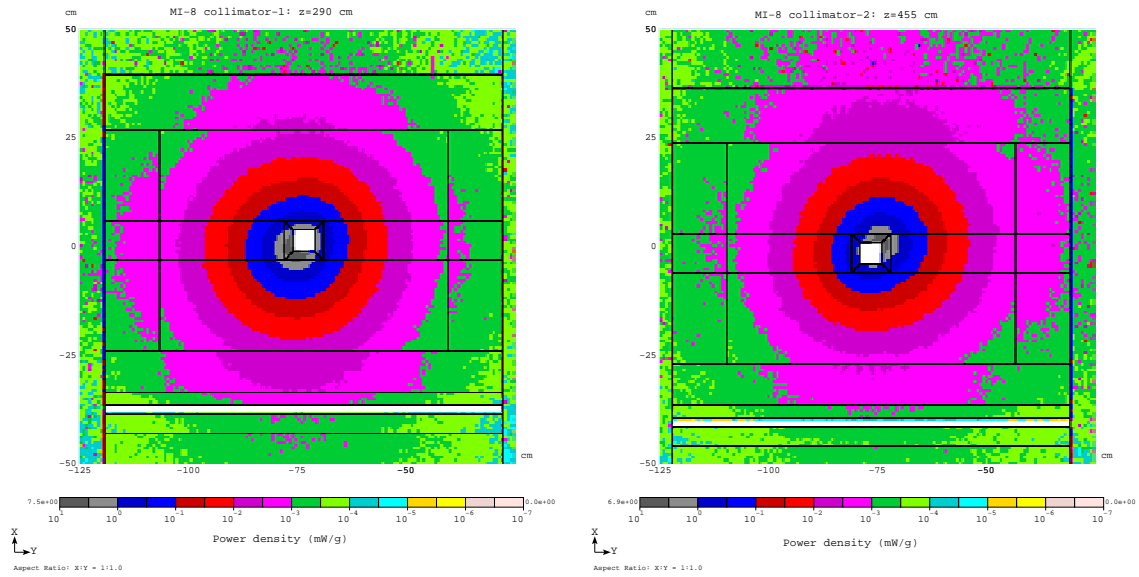 cm MI-8 collimator-1: z=290 cm
50
25
0
-25
-50
-125 -100 -75 -50
cm
7.5e+00 0.0e+00
10^1 10^0 10^-1 10^-2 10^-3 10^-4 10^-5 10^-6 10^-7
Power density (mW/g)
X
Y
Aspect Ratio: X:Y = 1:1.0
cm MI-8 collimator-2: z=455 cm
50
25
0
-25
-50
-125 -100 -75 -50
cm
6.9e+00 0.0e+00
10^1 10^0 10^-1 10^-2 10^-3 10^-4 10^-5 10^-6 10^-7
Power density (mW/g)
X
Y
Aspect Ratio: X:Y = 1:1.0